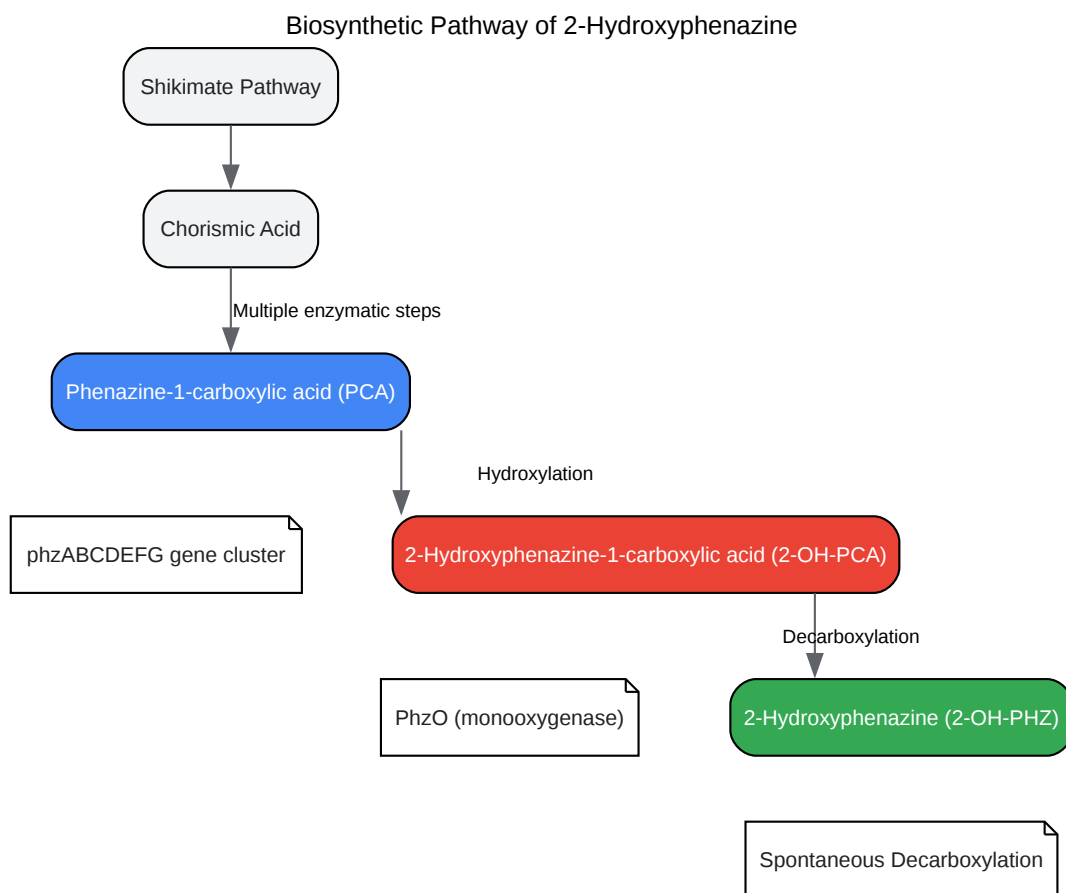 Biosynthetic Pathway of 2-Hydroxyphenazine
Shikimate Pathway
Chorismic Acid
Multiple enzymatic steps
Phenazine-1-carboxylic acid (PCA)
Hydroxylation
phzABCDEFG gene cluster
2-Hydroxyphenazine-1-carboxylic acid (2-OH-PCA)
Decarboxylation
PhzO (monooxygenase)
2-Hydroxyphenazine (2-OH-PHZ)
Spontaneous Decarboxylation